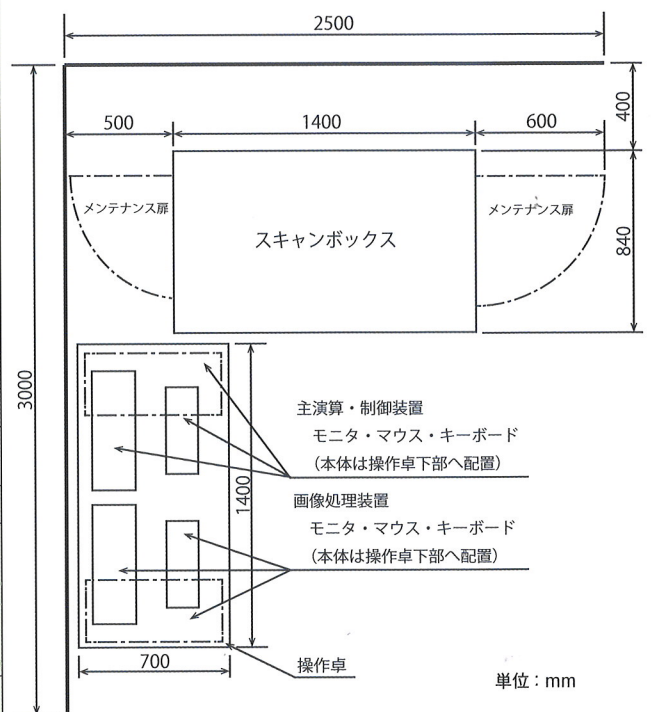 2500
500
1400
600
400
メンテナンス扉
メンテナンス扉
スキャンボックス
840
3000
1400
主演算・制御装置
モニタ・マウス・キーボード
（本体は操作卓下部へ配置）
画像処理装置
モニタ・マウス・キーボード
（本体は操作卓下部へ配置）
700
操作卓
単位：mm